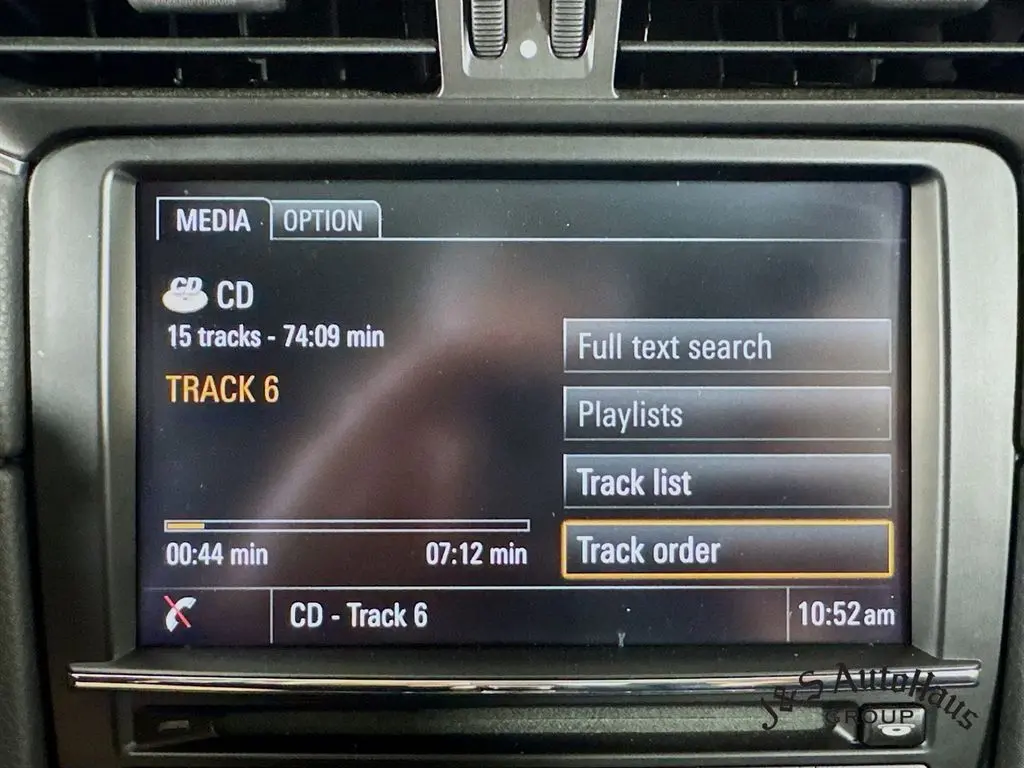 MEDIA OPTION
CD CD
15 tracks - 74:09 min
TRACK 6
Full text search
Playlists
Track list
Track order
00:44 min 07:12 min
CD - Track 6 10:52 am
J&S AutoHaus
GROUP